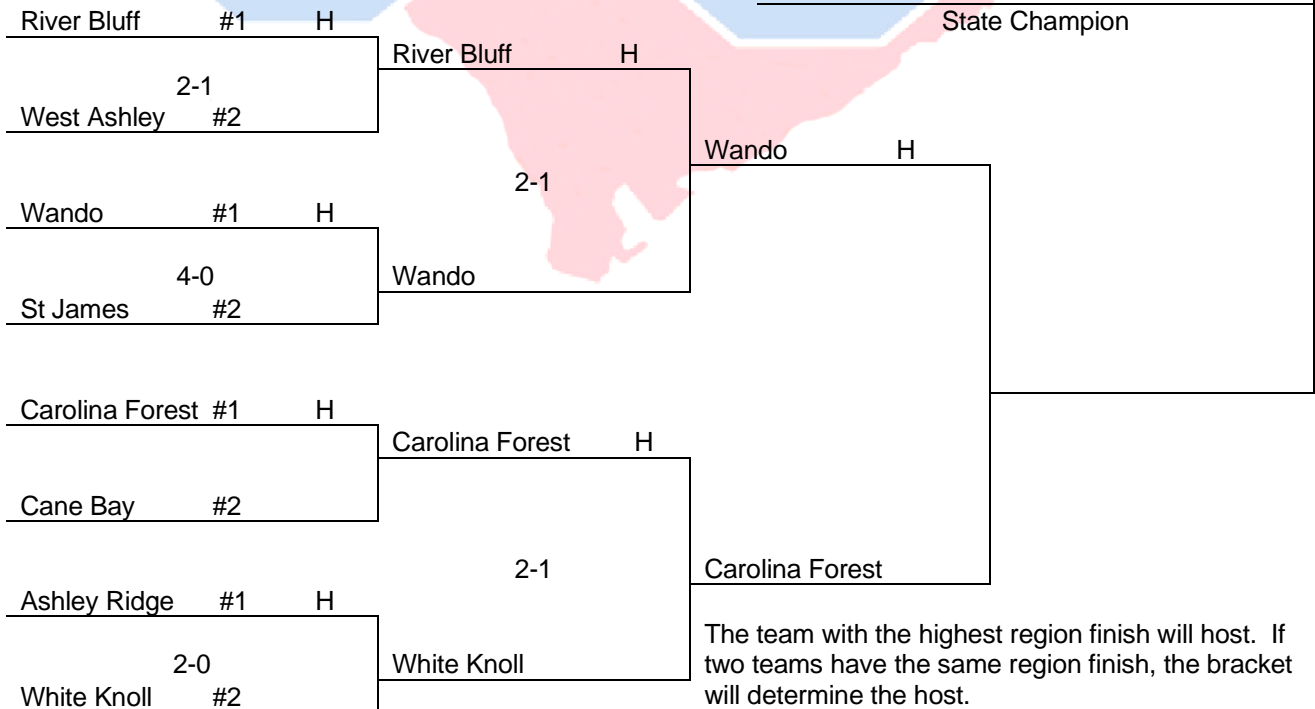 State Champion
River Bluff #1 H
River Bluff H
2-1
West Ashley #2
Wando H
2-1
Wando #1 H
4-0
Wando
St James #2
Carolina Forest #1 H
Carolina Forest H
Cane Bay #2
2-1
Carolina Forest
Ashley Ridge #1 H
2-0
White Knoll
White Knoll #2
The team with the highest region finish will host. If
two teams have the same region finish, the bracket
will determine the host.